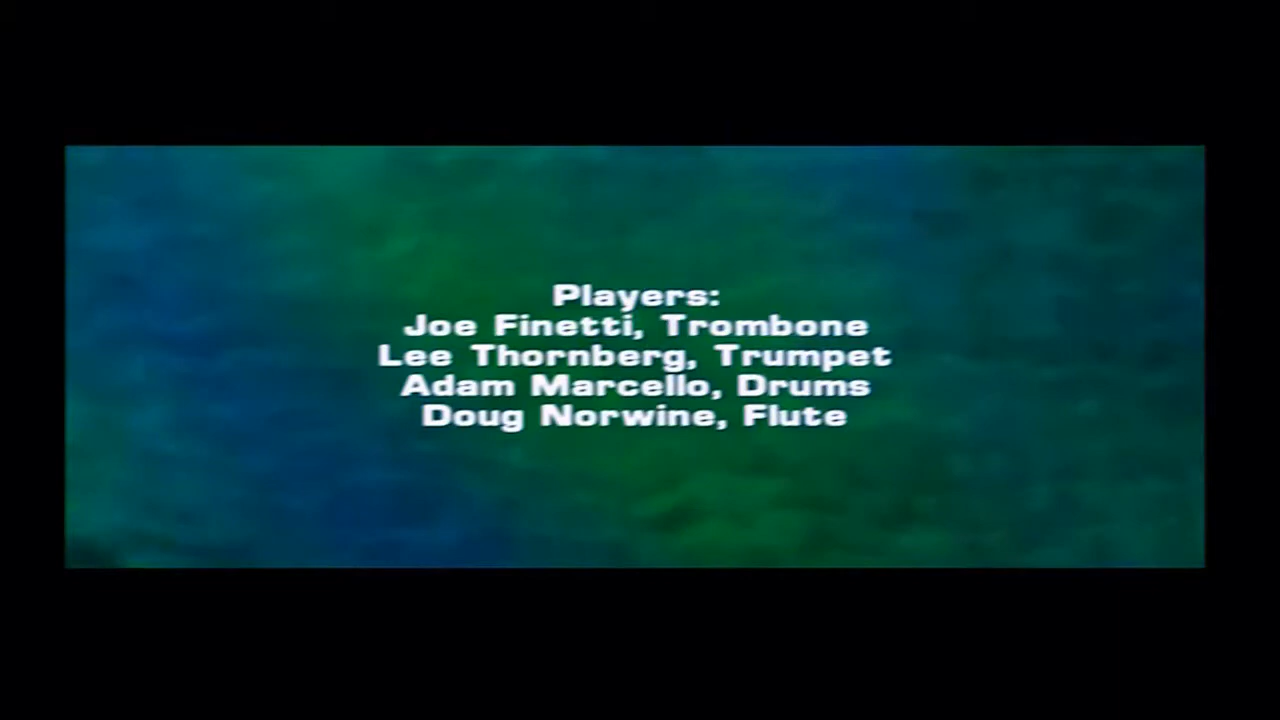 Players:
Joe Finetti, Trombone
Lee Thornberg, Trumpet
Adam Marcello, Drums
Doug Norwine, Flute